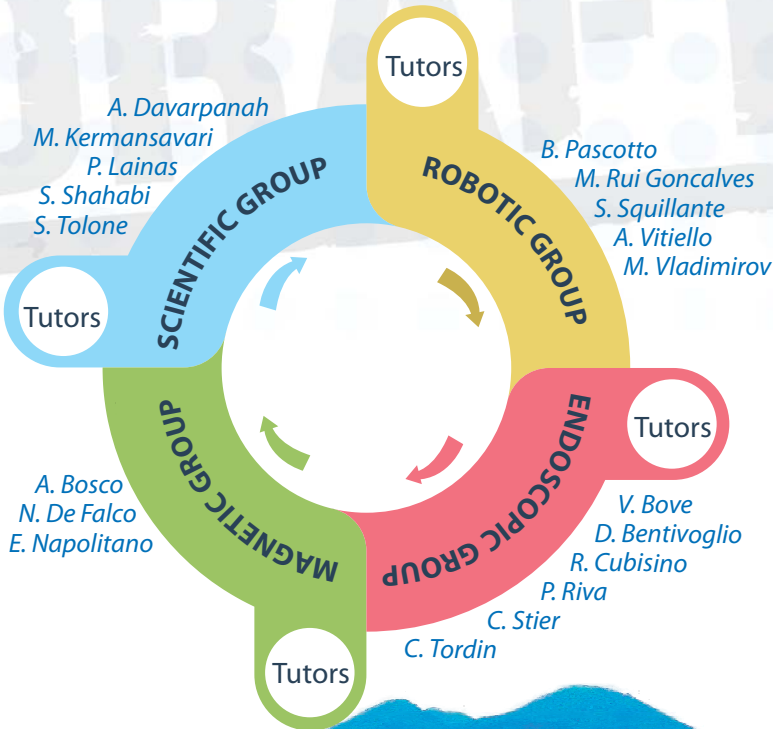 Tutors
A. Davarpanah
M. Kermansavari
P. Lainas
S. Shahabi
S. Tolone
SCIENTIFIC GROUP
Tutors
ROBOTIC GROUP
B. Pascotto
M. Rui Goncalves
S. Squillante
A. Vitiello
M. Vladimirov
Tutors
ENDOSCOPIC GROUP
V. Bove
D. Bentivoglio
R. Cubisino
P. Riva
C. Stier
C. Tordin
MAGNETIC GROUP
A. Bosco
N. De Falco
E. Napolitano
Tutors